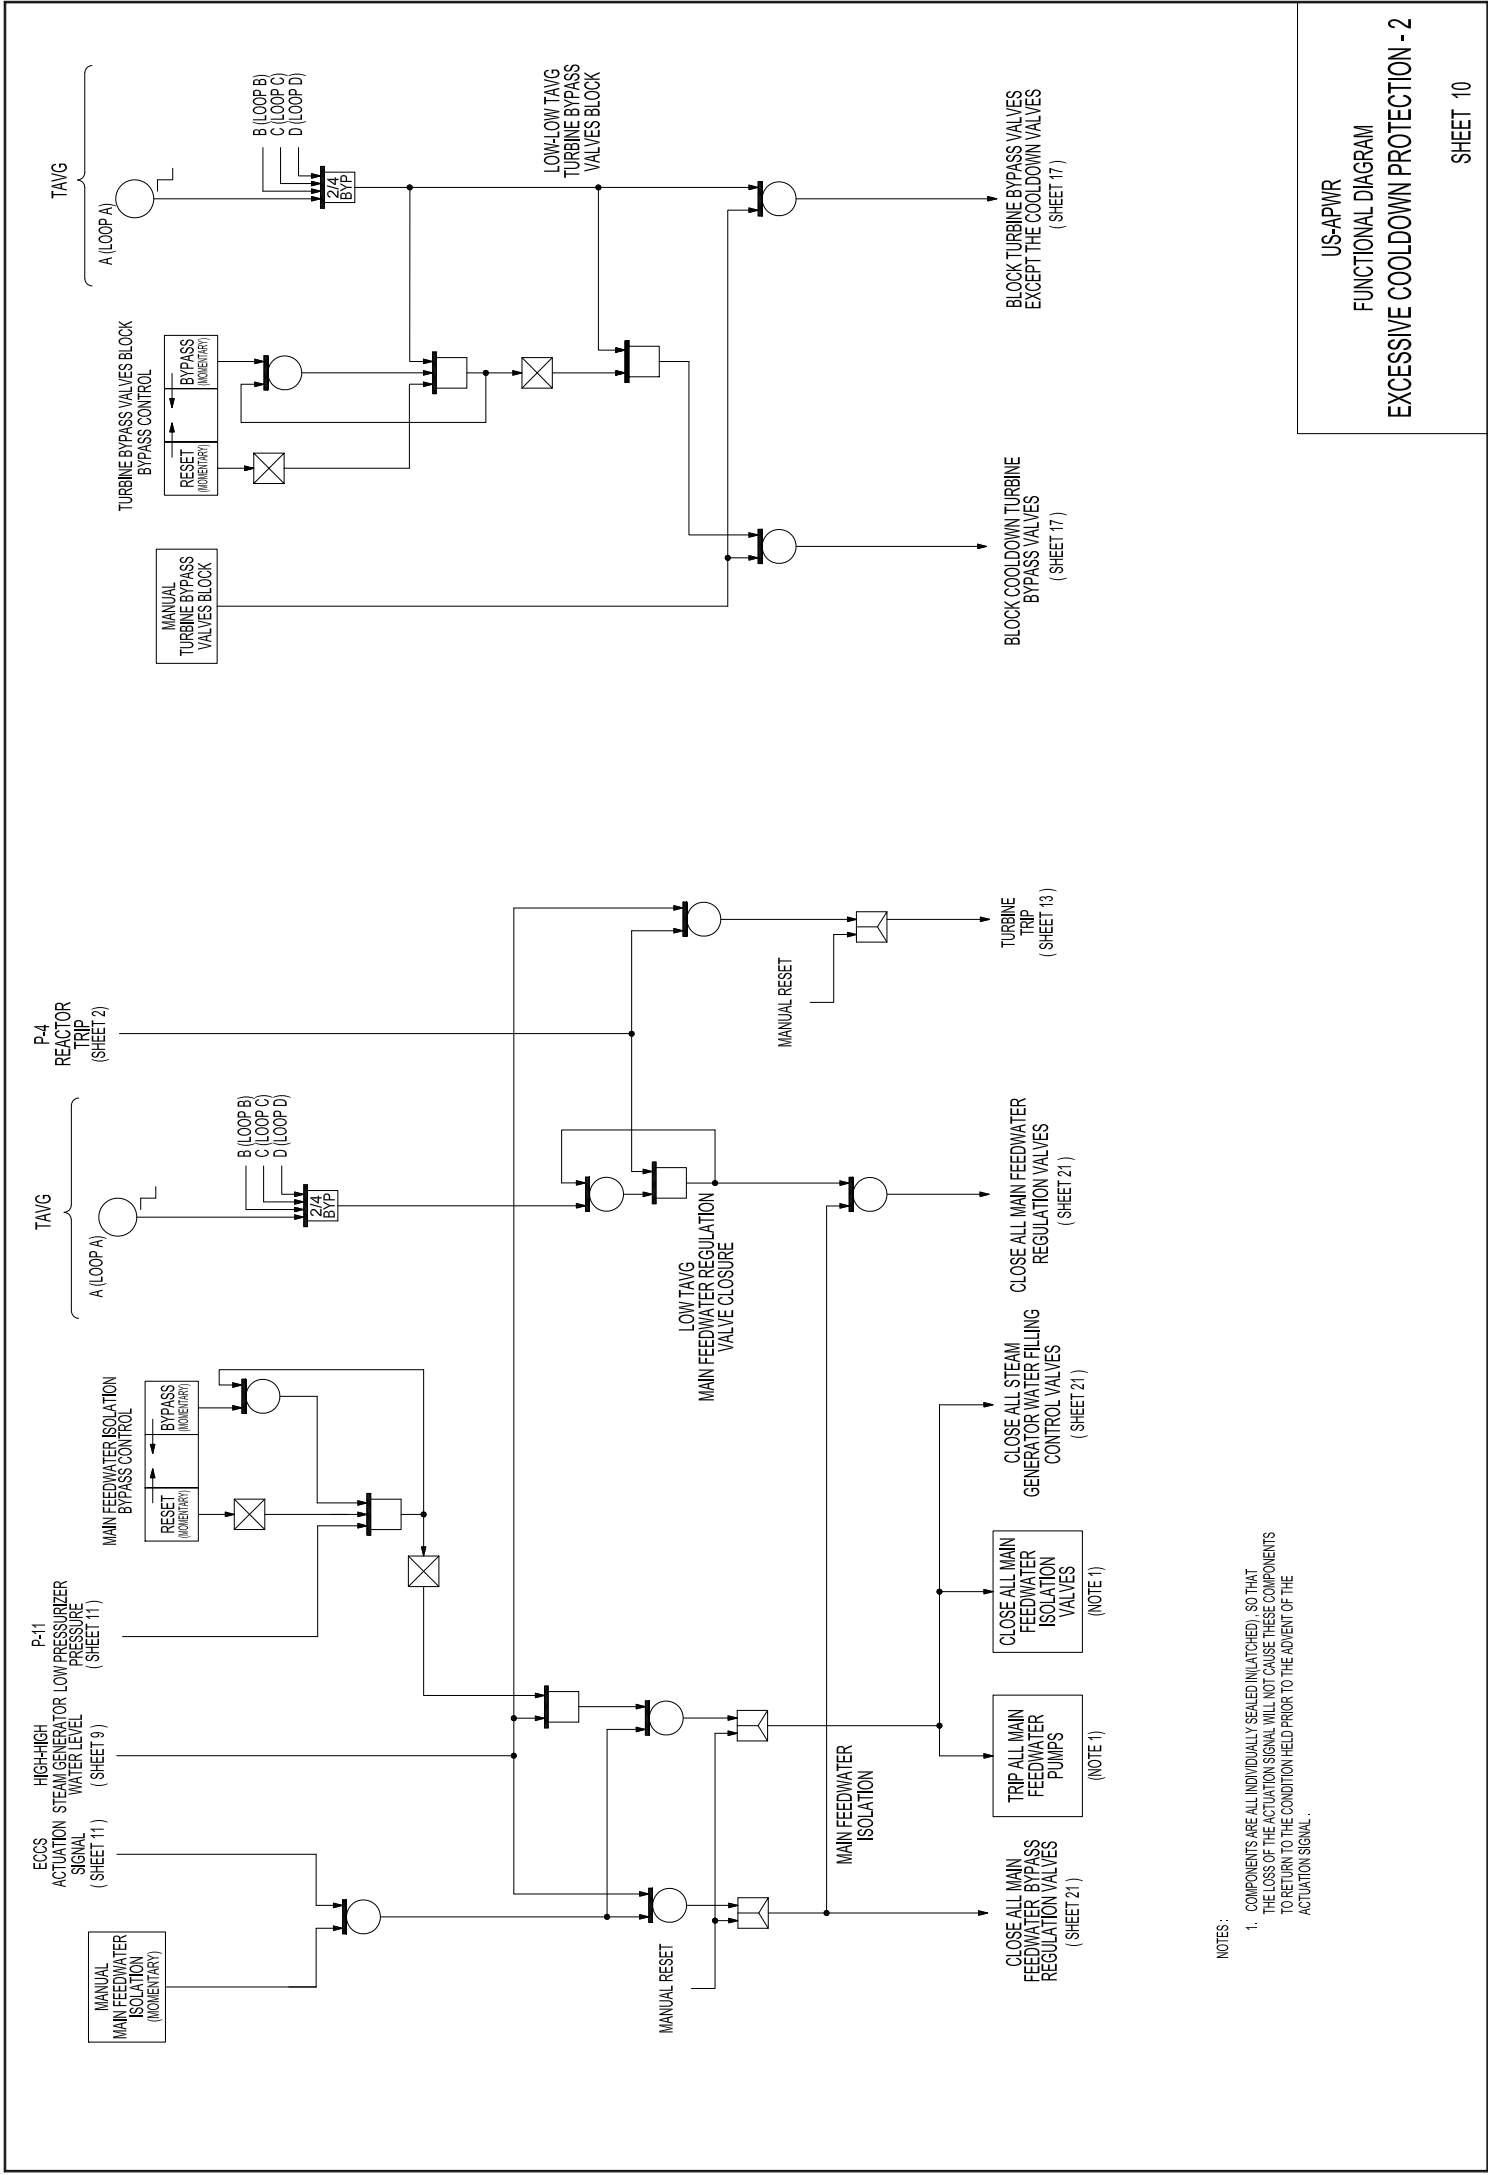 MANUAL
MAIN FEEDWATER
ISOLATION
(MOMENTARY)
ECCS
ACTUATION
SIGNAL
( SHEET 11 )
HIGH-HIGH
STEAM GENERATOR
WATER LEVEL
( SHEET 9 )
P-11
LOW PRESSURIZER
PRESSURE
( SHEET 11 )
MAIN FEEDWATER ISOLATION
BYPASS CONTROL
RESET
(MOMENTARY)
BYPASS
(MOMENTARY)
TAVG
A (LOOP A)
B (LOOP B)
C (LOOP C)
D (LOOP D)
2/4
BYP
P-4
REACTOR
TRIP
(SHEET 2)
MANUAL
TURBINE BYPASS
VALVES BLOCK
TURBINE BYPASS VALVES BLOCK
BYPASS CONTROL
RESET
(MOMENTARY)
BYPASS
(MOMENTARY)
TAVG
A (LOOP A)
B (LOOP B)
C (LOOP C)
D (LOOP D)
2/4
BYP
LOW-LOW TAVG
TURBINE BYPASS
VALVES BLOCK
LOW TAVG
MAIN FEEDWATER REGULATION
VALVE CLOSURE
MANUAL RESET
MANUAL RESET
MAIN FEEDWATER
ISOLATION
CLOSE ALL MAIN
FEEDWATER BYPASS
REGULATION VALVES
( SHEET 21 )
TRIP ALL MAIN
FEEDWATER
PUMPS
(NOTE 1)
CLOSE ALL MAIN
FEEDWATER
ISOLATION
VALVES
(NOTE 1)
CLOSE ALL STEAM
GENERATOR WATER FILLING
CONTROL VALVES
( SHEET 21 )
CLOSE ALL MAIN FEEDWATER
REGULATION VALVES
( SHEET 21 )
TURBINE
TRIP
( SHEET 13 )
BLOCK COOLDOWN TURBINE
BYPASS VALVES
( SHEET 17 )
BLOCK TURBINE BYPASS VALVES
EXCEPT THE COOLDOWN VALVES
( SHEET 17 )
NOTES :
1. COMPONENTS ARE ALL INDIVIDUALLY SEALED IN(LATCHED) , SO THAT
THE LOSS OF THE ACTUATION SIGNAL WILL NOT CAUSE THESE COMPONENTS
TO RETURN TO THE CONDITION HELD PRIOR TO THE ADVENT OF THE
ACTUATION SIGNAL .
US-APWR
FUNCTIONAL DIAGRAM
EXCESSIVE COOLDOWN PROTECTION - 2
SHEET 10